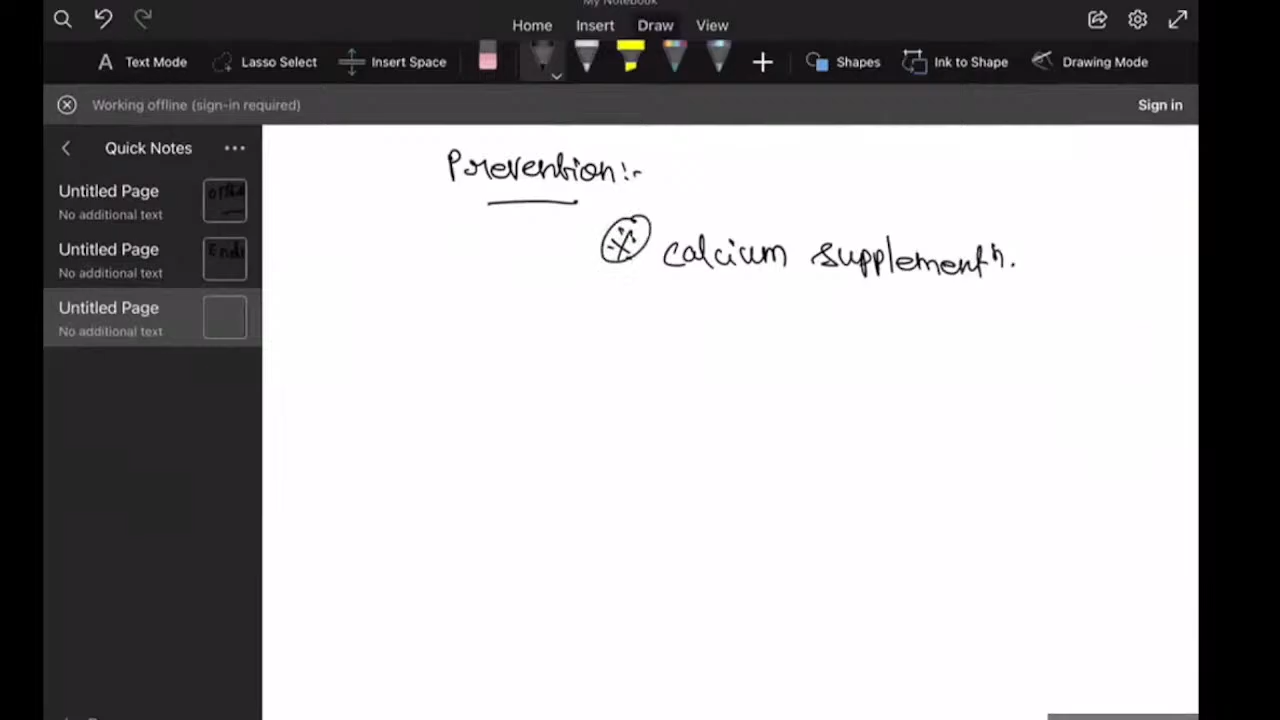 My Notebook
Home Insert Draw View
Text Mode Lasso Select Insert Space Shapes Ink to Shape Drawing Mode
Working offline (sign-in required) Sign in
Quick Notes
Untitled Page
No additional text
Untitled Page
No additional text
Untitled Page
No additional text
Prevention:-
calcium supplementn.